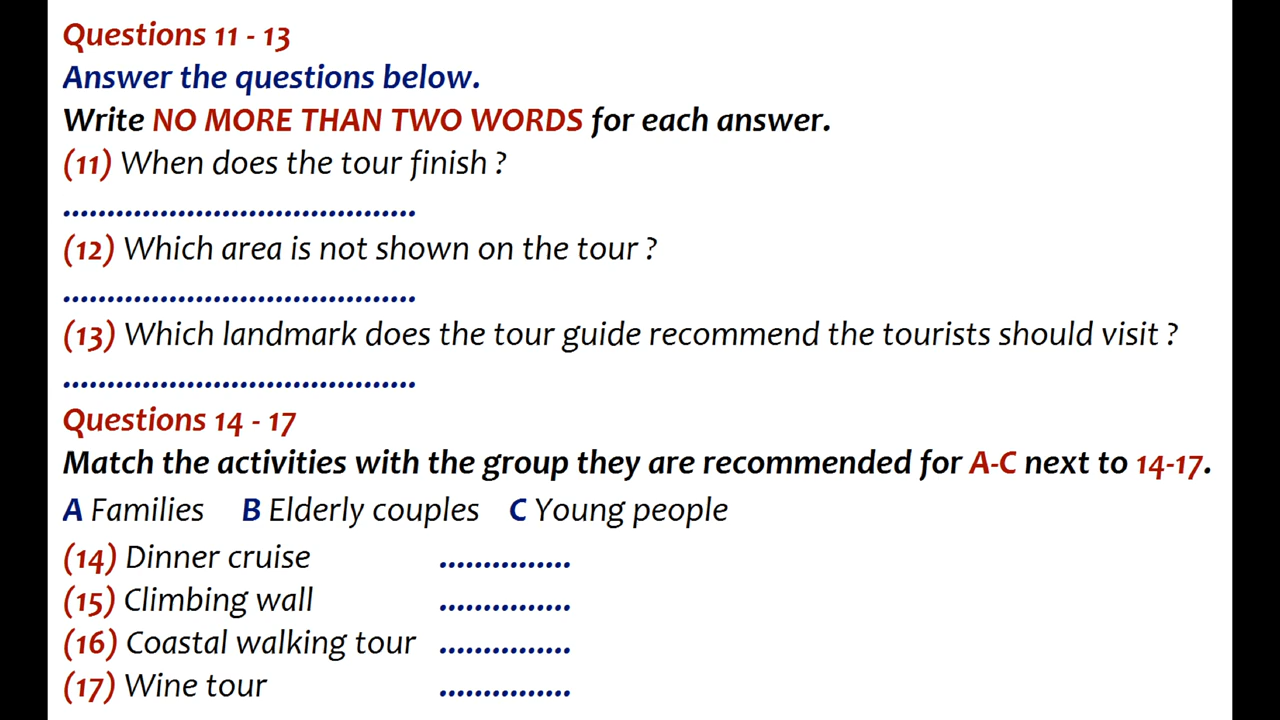 Questions 11 - 13
Answer the questions below.
Write NO MORE THAN TWO WORDS for each answer.
(11) When does the tour finish ?
........................................
(12) Which area is not shown on the tour ?
........................................
(13) Which landmark does the tour guide recommend the tourists should visit ?
........................................
Questions 14 - 17
Match the activities with the group they are recommended for A-C next to 14-17.
A Families B Elderly couples C Young people
(14) Dinner cruise ...............
(15) Climbing wall ...............
(16) Coastal walking tour ...............
(17) Wine tour ...............